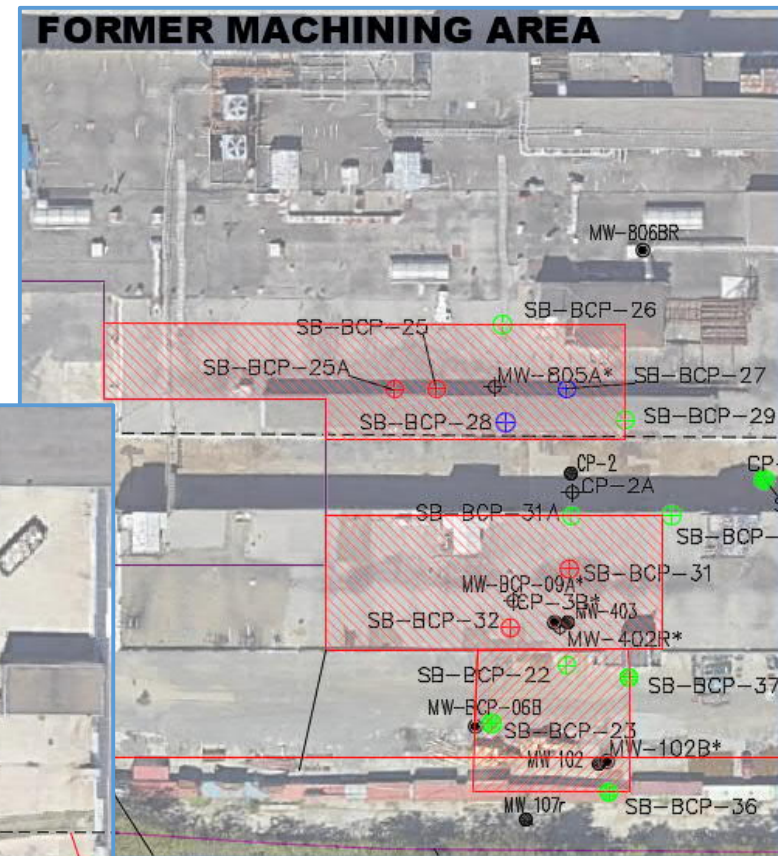 FORMER MACHINING AREA
MW-806BR
SB-BCP-26
SB-BCP-25
SB-BCP-25A
MW-805A*
SB-BCP-27
SB-BCP-28
SB-BCP-29
CP-2
CP-
CP-2A
SB-BCP-31A
SB-BCP-
SB-BCP-31
MW-BCP-09A*
CP-3B*
MW-403
SB-BCP-32
MW-402R*
SB-BCP-22
SB-BCP-37
MW-BCP-06B
SB-BCP-23
MW-102B*
MW 102
SB-BCP-36
MW 107r